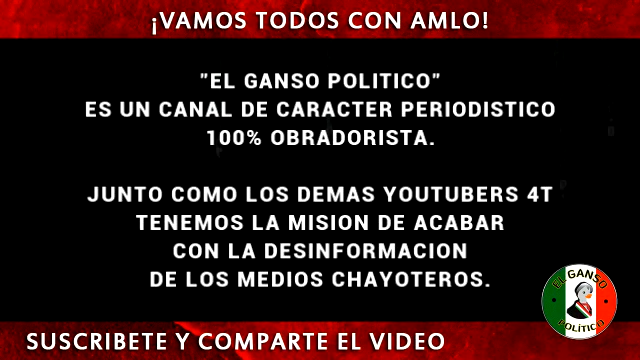 ¡VAMOS TODOS CON AMLO!
"EL GANSO POLITICO"
ES UN CANAL DE CARACTER PERIODISTICO
100% OBRADORISTA.
JUNTO COMO LOS DEMAS YOUTUBERS 4T
TENEMOS LA MISION DE ACABAR
CON LA DESINFORMACION
DE LOS MEDIOS CHAYOTEROS.
EL GANSO
POLÍTICO
SUSCRIBETE Y COMPARTE EL VIDEO